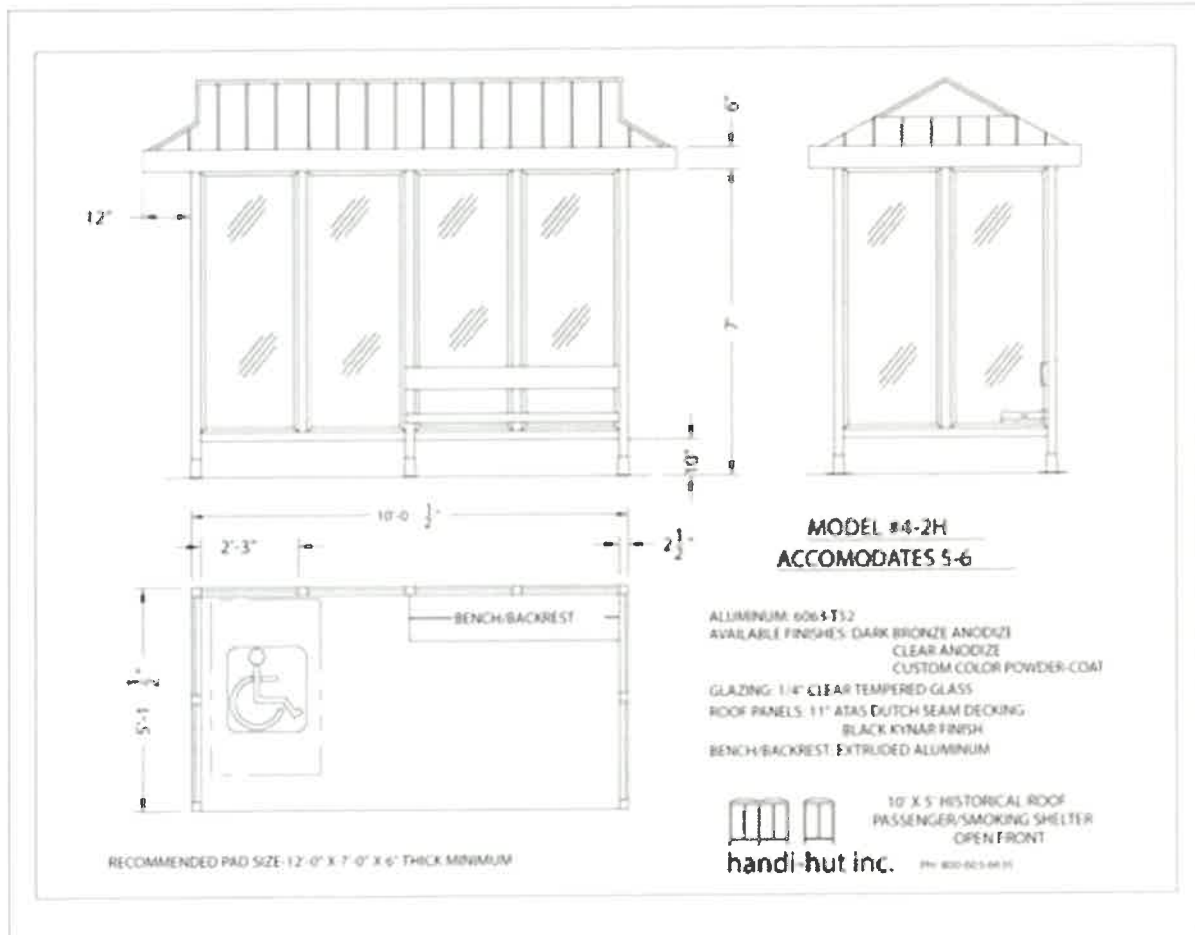 6"
12"
7'
10"
10'-0 1/2"
2'-3"
2 1/2"
BENCH/BACKREST
5'-1 1/2"
RECOMMENDED PAD SIZE: 12'-0" X 7'-0" X 6" THICK MINIMUM
MODEL #4-2H
ACCOMODATES 5-6
ALUMINUM: 6063-T52
AVAILABLE FINISHES: DARK BRONZE ANODIZE
CLEAR ANODIZE
CUSTOM COLOR POWDER-COAT
GLAZING: 1/4" CLEAR TEMPERED GLASS
ROOF PANELS: 11" ATAS DUTCH SEAM DECKING
BLACK KYNAR FINISH
BENCH/BACKREST: EXTRUDED ALUMINUM
10' X 5' HISTORICAL ROOF
PASSENGER/SMOKING SHELTER
OPEN FRONT
handi-hut inc.
PH: